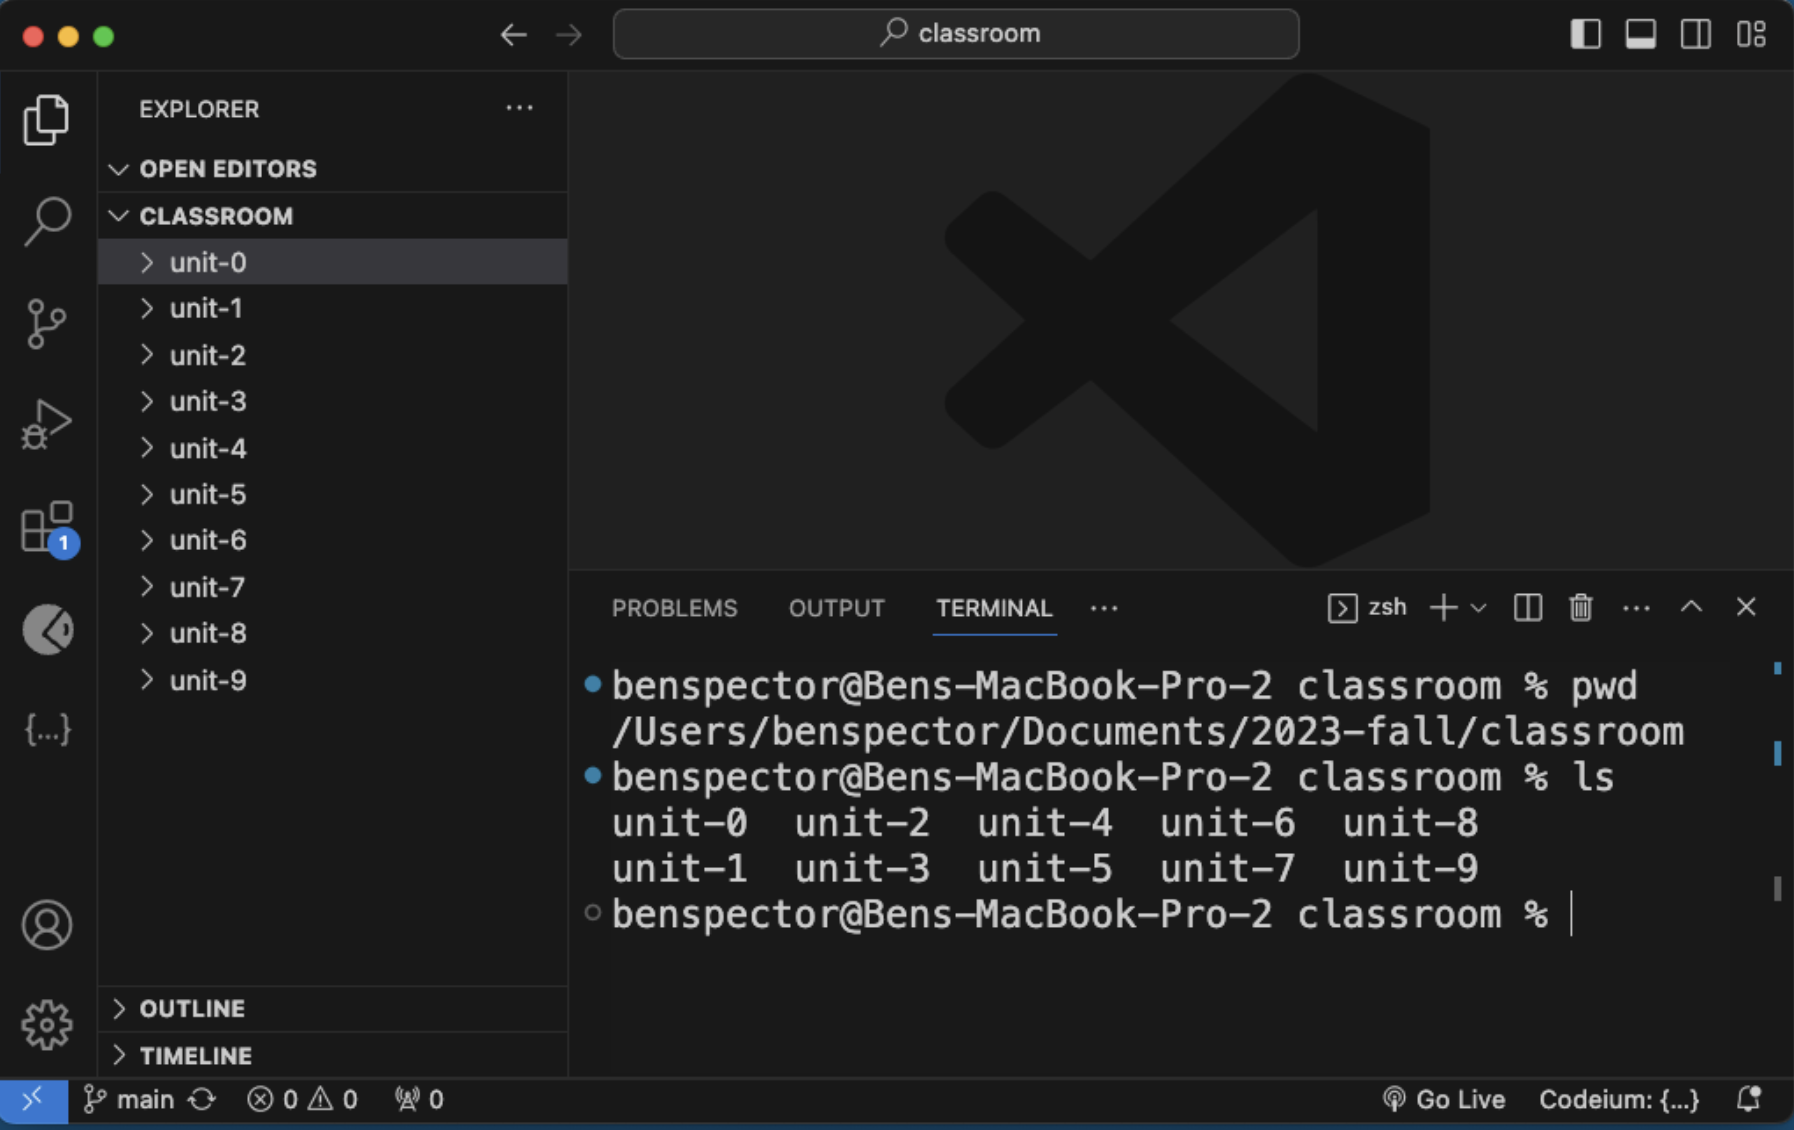 classroom
EXPLORER ...
OPEN EDITORS
CLASSROOM
unit-0
unit-1
unit-2
unit-3
unit-4
unit-5
unit-6
unit-7
unit-8
unit-9
1
{...}
OUTLINE
TIMELINE
PROBLEMS OUTPUT TERMINAL ... zsh ...
benspector@Bens-MacBook-Pro-2 classroom % pwd
/Users/benspector/Documents/2023-fall/classroom
benspector@Bens-MacBook-Pro-2 classroom % ls
unit-0 unit-2 unit-4 unit-6 unit-8
unit-1 unit-3 unit-5 unit-7 unit-9
benspector@Bens-MacBook-Pro-2 classroom %
main 0 0 0 Go Live Codeium: {...}